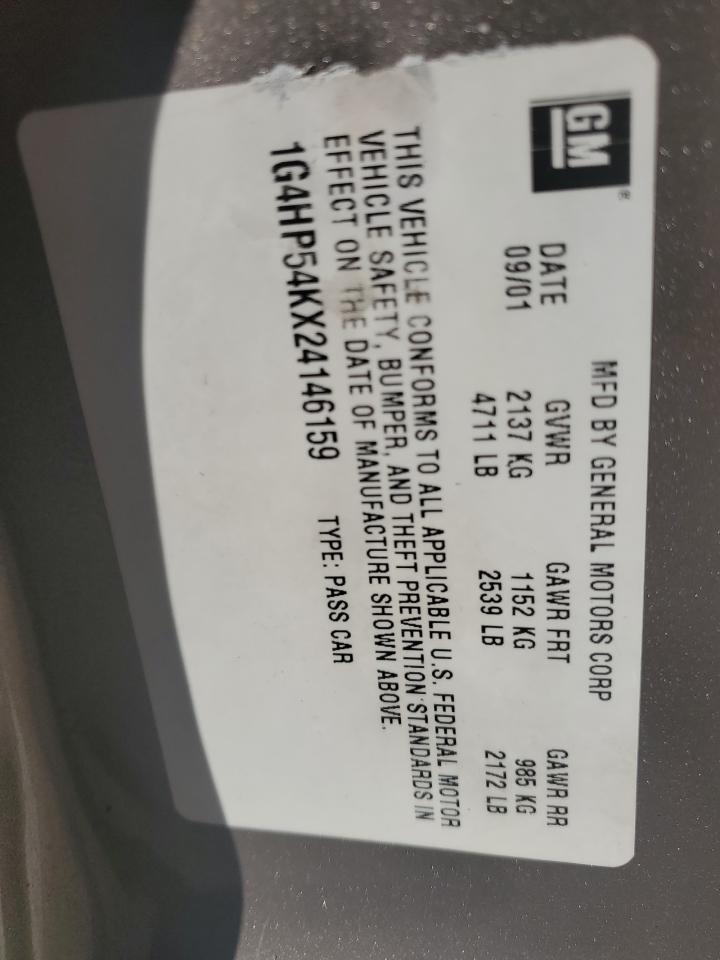 GM®
MFD BY GENERAL MOTORS CORP
DATE GVWR GAWR FRT GAWR RR
09/01 2137 KG 1152 KG 985 KG
4711 LB 2539 LB 2172 LB
THIS VEHICLE CONFORMS TO ALL APPLICABLE U.S. FEDERAL MOTOR
VEHICLE SAFETY, BUMPER, AND THEFT PREVENTION STANDARDS IN
EFFECT ON THE DATE OF MANUFACTURE SHOWN ABOVE.
1G4HP54KX24146159 TYPE: PASS CAR